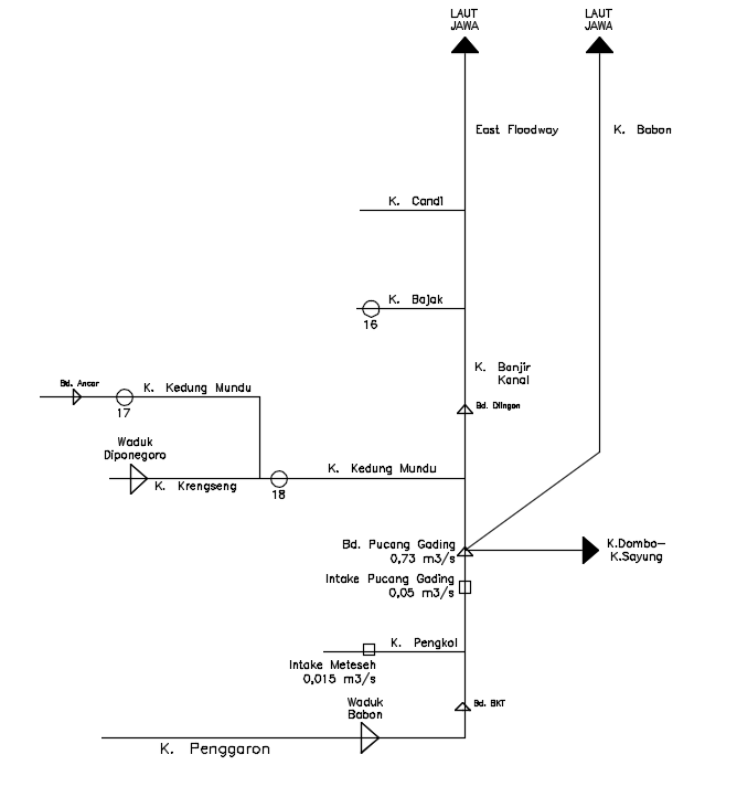 LAUT
JAWA
LAUT
JAWA
East Floodway
K. Babon
K. Candi
K. Bajak
16
K. Banjir
Kanal
Bd. Ancar
K. Kedung Mundu
17
Bd. Dilngon
Waduk
Diponegoro
K. Krengseng
K. Kedung Mundu
18
Bd. Pucang Gading
0,73 m3/s
K.Dombo-
K.Sayung
Intake Pucang Gading
0,05 m3/s
K. Pengkol
Intake Meteseh
0,015 m3/s
Waduk
Babon
Bd. BKT
K. Penggaron